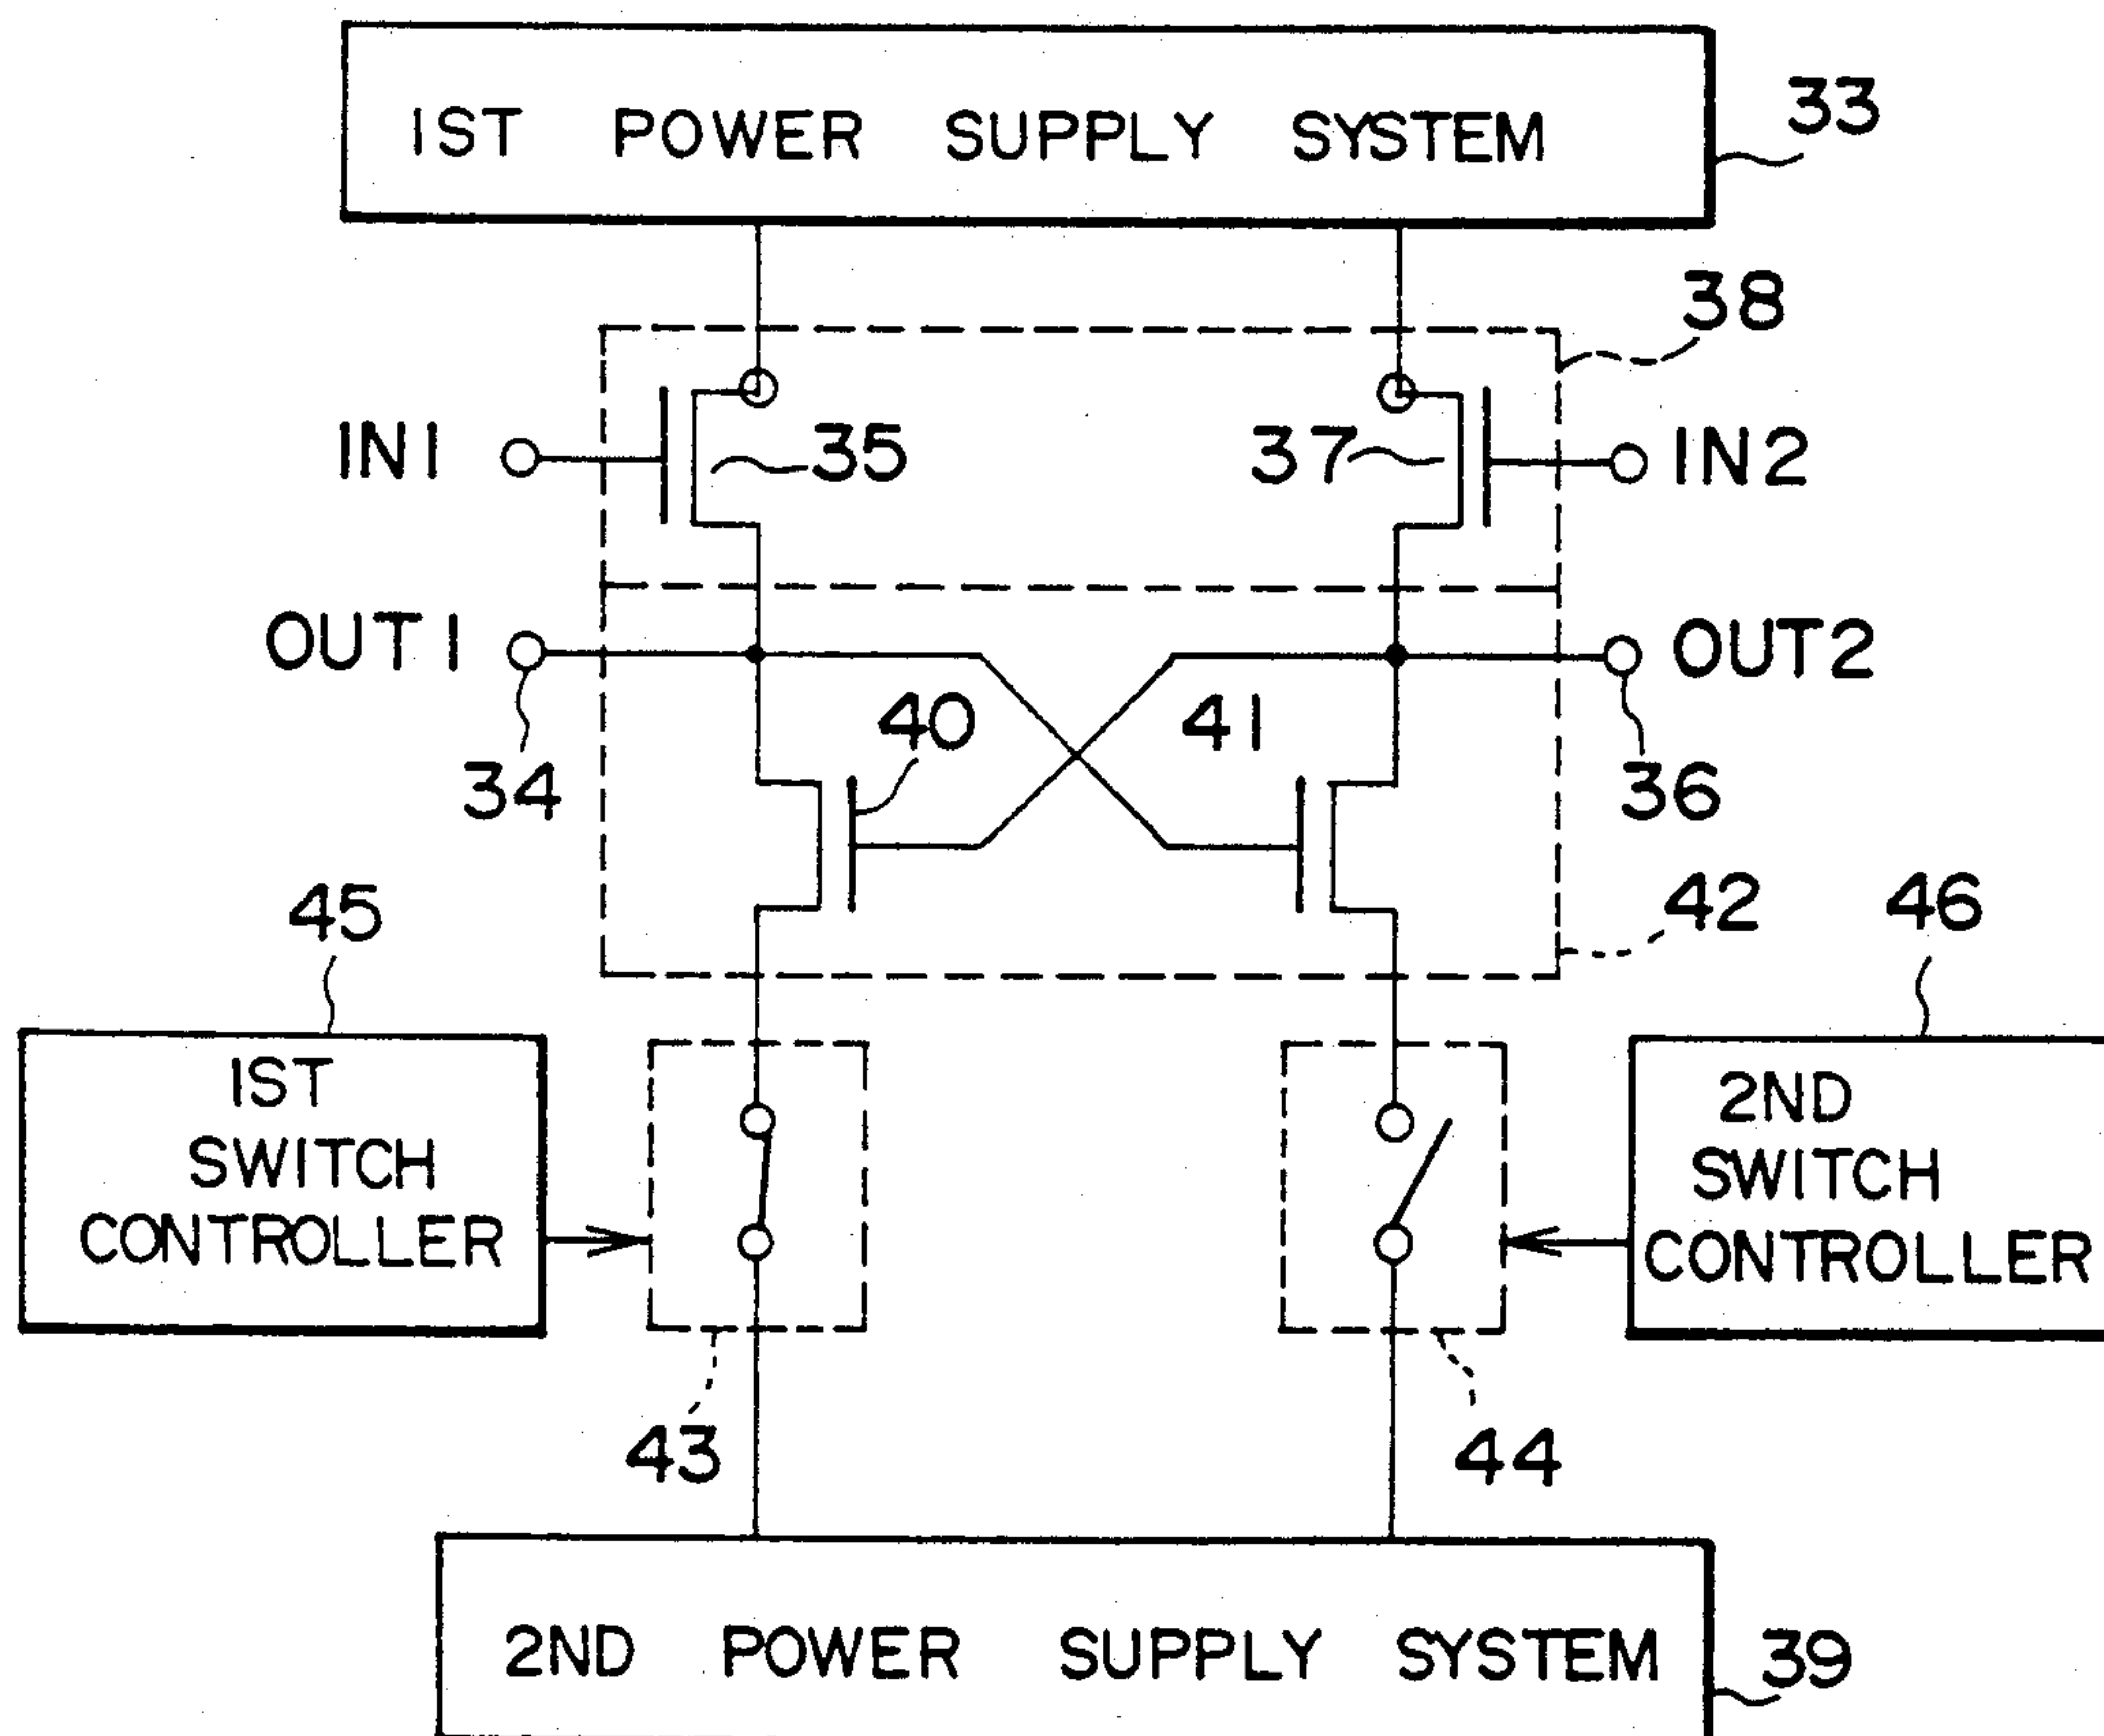 1ST POWER SUPPLY SYSTEM
33
38
IN1
35
37
IN2
OUT1
OUT2
40
41
34
36
45
42
46
1ST
SWITCH
CONTROLLER
2ND
SWITCH
CONTROLLER
43
44
2ND POWER SUPPLY SYSTEM
39